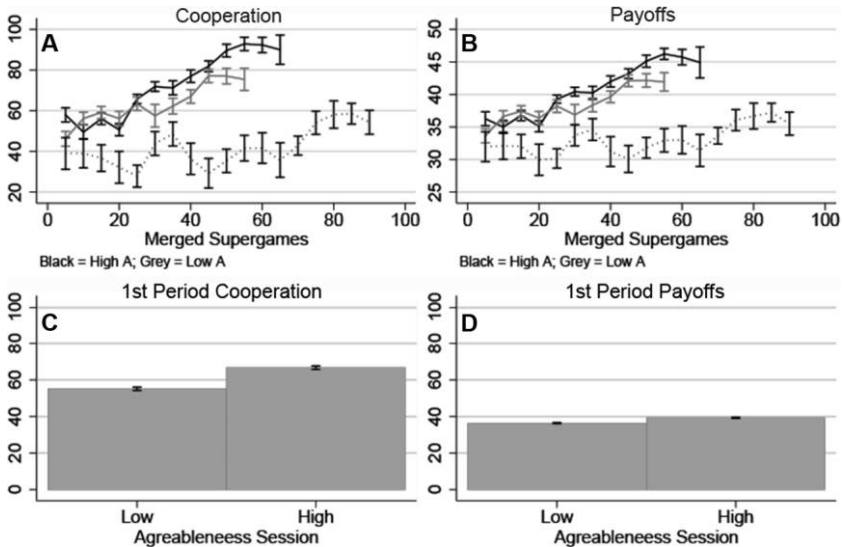 Cooperation
A
100
80
60
40
20
0 20 40 60 80 100
Merged Supergames
Black = High A; Grey = Low A
Payoffs
B
50
45
40
35
30
25
0 20 40 60 80 100
Merged Supergames
Black = High A; Grey = Low A
1st Period Cooperation
C
100
80
60
40
20
0
Low High
Agreableneess Session
1st Period Payoffs
D
100
80
60
40
20
0
Low High
Agreableneess Session